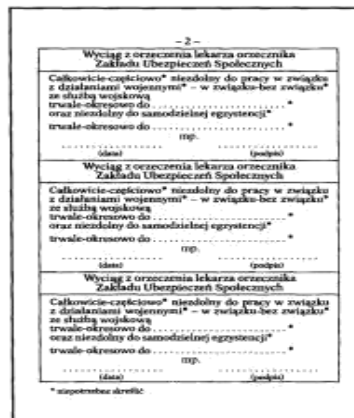 – 2 –
Wyciąg z orzeczenia lekarza orzecznika
Zakładu Ubezpieczeń Społecznych
Całkowicie-częściowo* niezdolny do pracy w związku
z działaniami wojennymi* – w związku-bez związku*
ze służbą wojskową
trwale-okresowo do .......................... *
oraz niezdolny do samodzielnej egzystencji*
trwale-okresowo do .......................... *
mp.
.................... ....................
(data) (podpis)
Wyciąg z orzeczenia lekarza orzecznika
Zakładu Ubezpieczeń Społecznych
Całkowicie-częściowo* niezdolny do pracy w związku
z działaniami wojennymi* – w związku-bez związku*
ze służbą wojskową
trwale-okresowo do .......................... *
oraz niezdolny do samodzielnej egzystencji*
trwale-okresowo do .......................... *
mp.
.................... ....................
(data) (podpis)
Wyciąg z orzeczenia lekarza orzecznika
Zakładu Ubezpieczeń Społecznych
Całkowicie-częściowo* niezdolny do pracy w związku
z działaniami wojennymi* – w związku-bez związku*
ze służbą wojskową
trwale-okresowo do .......................... *
oraz niezdolny do samodzielnej egzystencji*
trwale-okresowo do .......................... *
mp.
.................... ....................
(data) (podpis)
* niepotrzebne skreślić